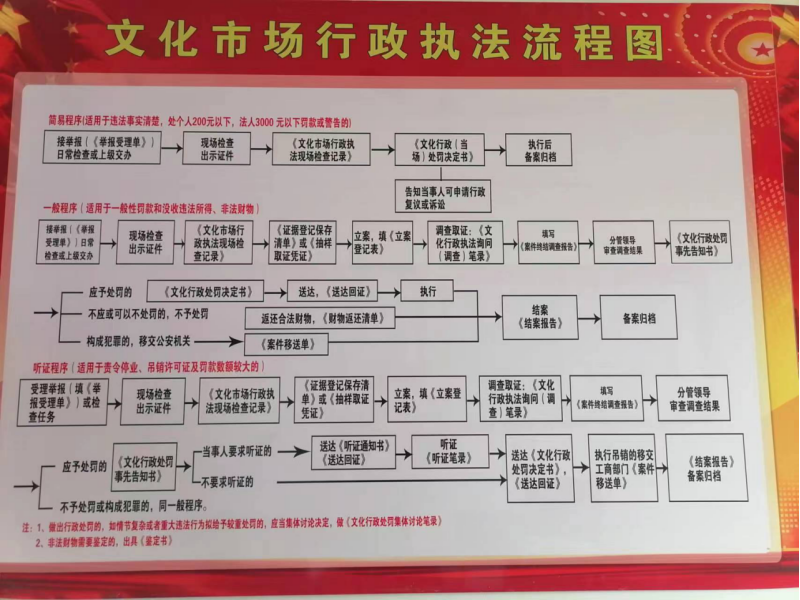 文化市场行政执法流程图
简易程序(适用于违法事实清楚，处个人200元以下，法人3000元以下罚款或警告的)
接举报(《举报受理单》)
日常检查或上级交办
现场检查
出示证件
《文化市场行政执
法现场检查记录》
《文化行政(当
场)处罚决定书》
执行后
备案归档
告知当事人可申请行政
复议或诉讼
一般程序（适用于一般性罚款和没收违法所得、非法财物）
接举报(《举报
受理单》)日常
检查或上级交办
现场检查
出示证件
《文化市场行
政执法现场检
查记录》
《证据登记保存
清单》或《抽样
取证凭证》
立案，填《立案
登记表》
调查取证:《文
化行政执法询问
(调查)笔录》
填写
《案件终结调查报告》
分管领导
审查调查结果
《文化行政处罚
事先告知书》
应予处罚的
《文化行政处罚决定书》
送达，《送达回证》
执行
不应或可以不处罚的，不予处罚
返还合法财物，《财物返还清单》
构成犯罪的，移交公安机关
《案件移送单》
结案
《结案报告》
备案归档
听证程序（适用于责令停业、吊销许可证及罚款数额较大的）
受理举报(填《举
报受理单》)或检
查任务
现场检查
出示证件
《文化市场行政执
法现场检查记录》
《证据登记保存清
单》或《抽样取证
凭证》
立案，填《立案登
记表》
调查取证:《文化
行政执法询问(调
查)笔录》
填写
《案件终结调查报告》
分管领导
审查调查结果
应予处罚的
《文化行政处罚
事先告知书》
当事人要求听证的
不要求听证的
送达《听证通知书》
《送达回证》
听证
《听证笔录》
送达《文化行政
处罚决定书》，
《送达回证》
执行吊销的移交
工商部门《案件
移送单》
《结案报告》
备案归档
不予处罚或构成犯罪的，同一般程序。
注：1、做出行政处罚的，如情节复杂或者重大违法行为拟给予较重处罚的，应当集体讨论决定，做《文化行政处罚集体讨论笔录》
2、非法财物需要鉴定的，出具《鉴定书》